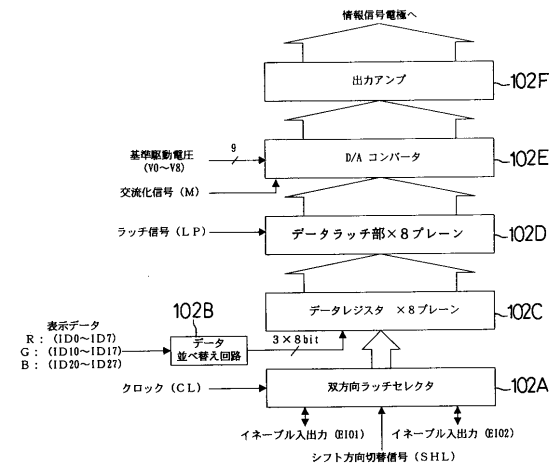 情報信号電極へ
出力アンプ
102F
9
基準駆動電圧
(V0～V8)
D/A コンバータ
102E
交流化信号 (M)
ラッチ信号 (LP)
データラッチ部×8プレーン
102D
データレジスタ ×8プレーン
102C
表示データ
R: (ID0～ID7)
G: (ID10～ID17)
B: (ID20～ID27)
102B
データ
並べ替え回路
3×8bit
クロック (CL)
双方向ラッチセレクタ
102A
イネーブル入出力 (EIO1)
イネーブル入出力 (EIO2)
シフト方向切替信号 (SHL)